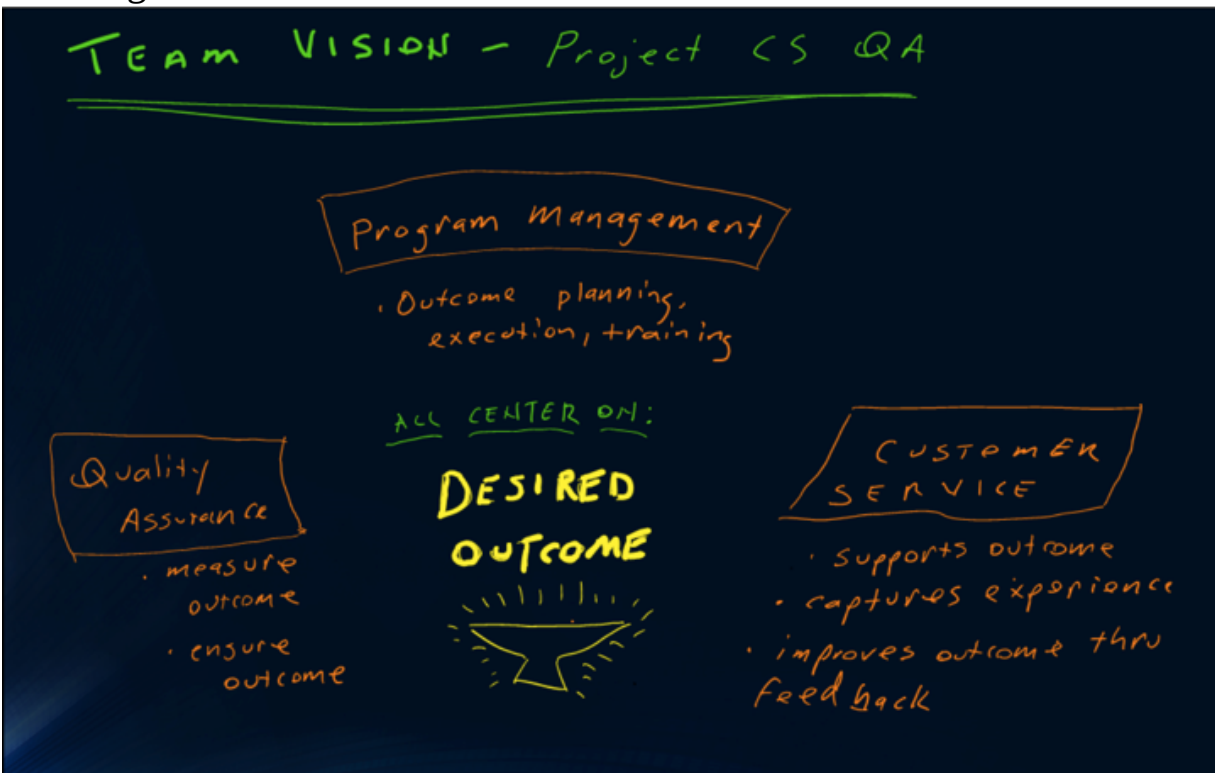 TEAM VISION - Project CS QA
Program Management
· Outcome planning,
execution, training
ALL CENTER ON:
DESIRED
OUTCOME
Quality
Assurance
· measure
outcome
· ensure
outcome
CUSTOMER
SERVICE
· supports outcome
· captures experience
· improves outcome thru
feedback